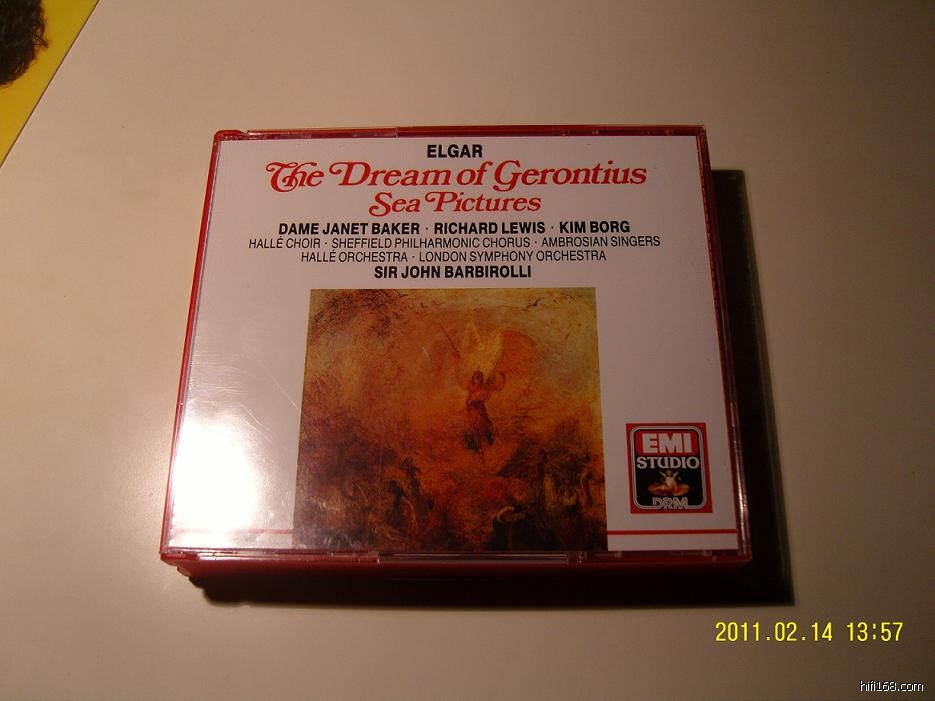 ELGAR
The Dream of Gerontius
Sea Pictures
DAME JANET BAKER · RICHARD LEWIS · KIM BORG
HALLÉ CHOIR · SHEFFIELD PHILHARMONIC CHORUS · AMBROSIAN SINGERS
HALLÉ ORCHESTRA · LONDON SYMPHONY ORCHESTRA
SIR JOHN BARBIROLLI
EMI
STUDIO
DRM
2011.02.14 13:57
hifi168.com